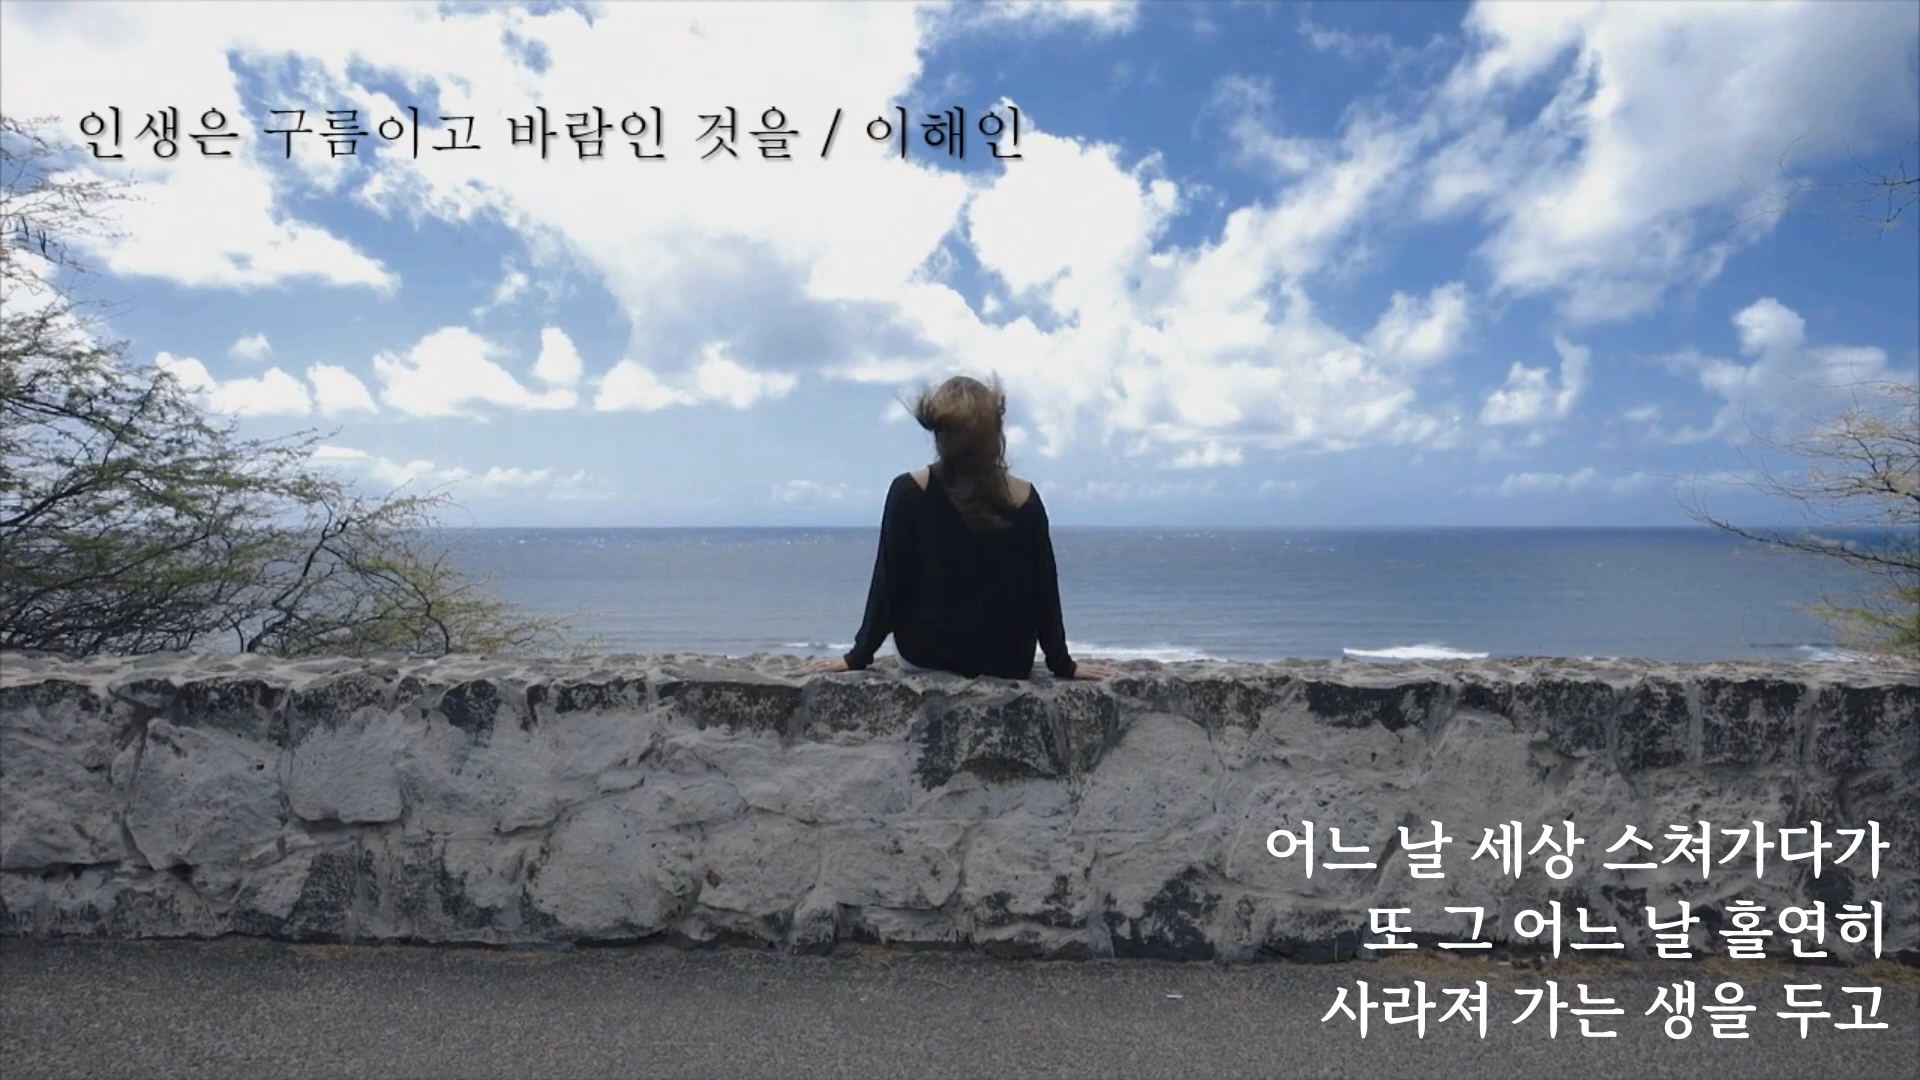 인생은 구름이고 바람인 것을 / 이해인
어느 날 세상 스쳐가다가
또 그 어느 날 홀연히
사라져 가는 생을 두고